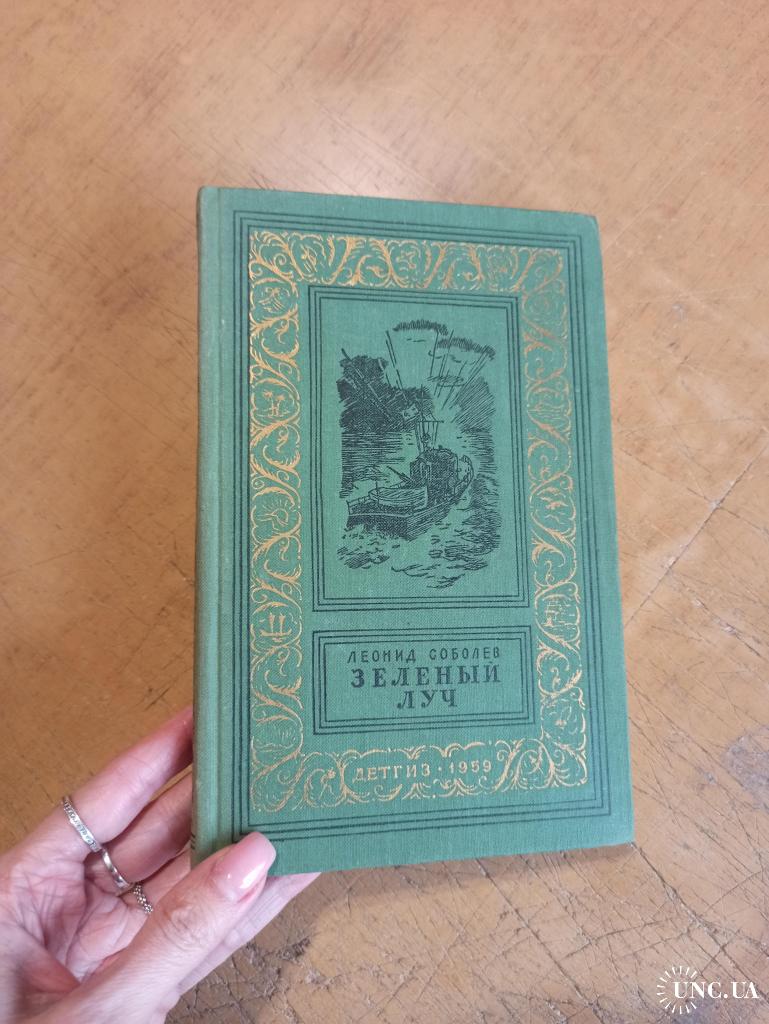 ЛЕОНИД СОБОЛЕВ
ЗЕЛЕНЫЙ
ЛУЧ
ДЕТГИЗ · 1959
UNC.UA